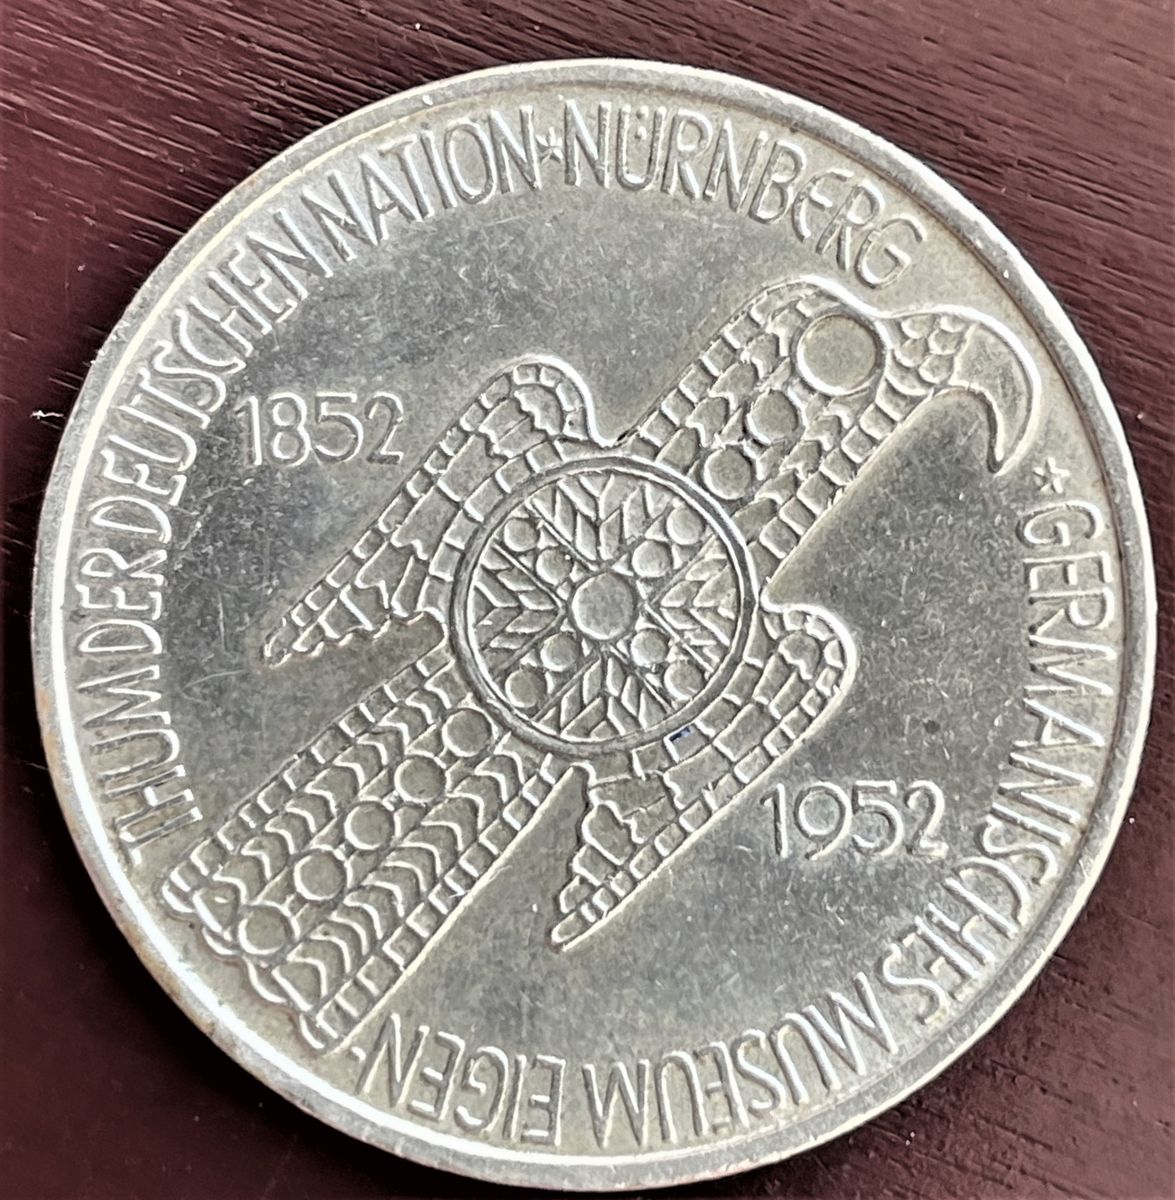 GERMANISCHES MUSEUM EIGEN-THUM DER DEUTSCHEN NATION * NÜRNBERG *
1852
1952